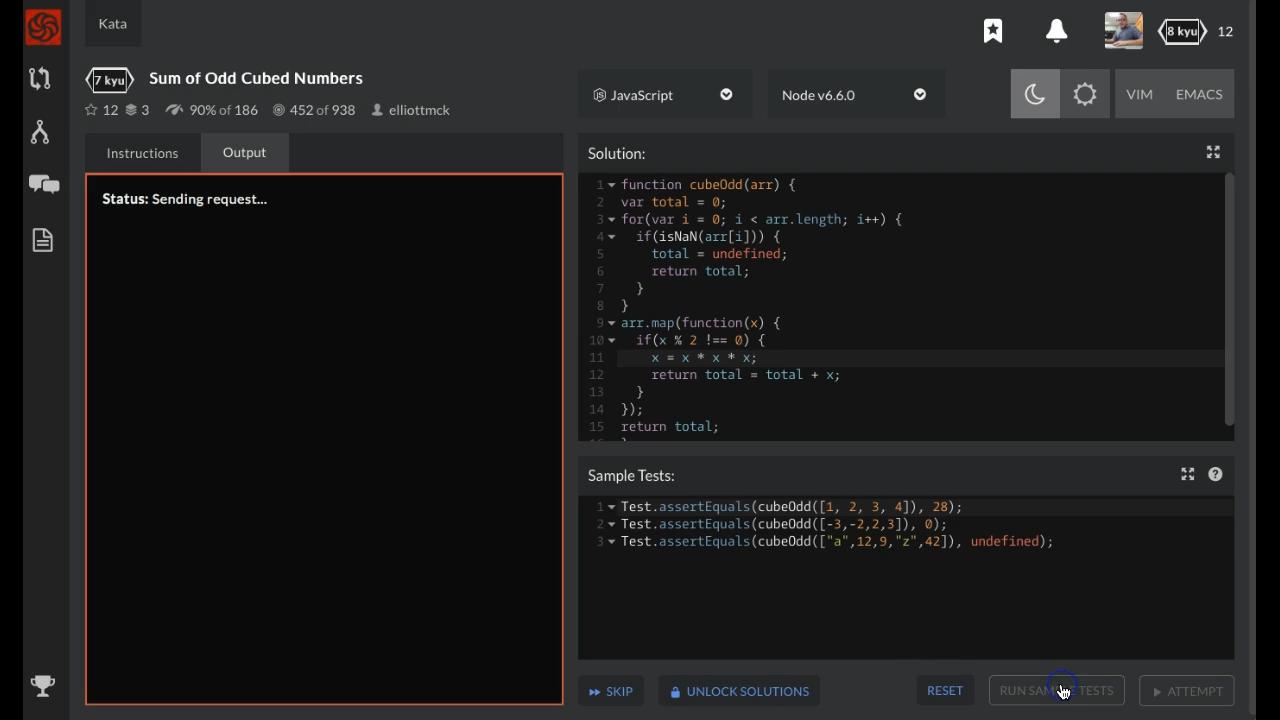 Kata
8 kyu 12
7 kyu Sum of Odd Cubed Numbers
12 3 90% of 186 452 of 938 elliottmck
JavaScript
Node v6.6.0
VIM EMACS
Instructions Output
Status: Sending request...
Solution:
1 function cubeOdd(arr) {
2 var total = 0;
3 for(var i = 0; i < arr.length; i++) {
4 if(isNaN(arr[i])) {
5 total = undefined;
6 return total;
7 }
8 }
9 arr.map(function(x) {
10 if(x % 2 !== 0) {
11 x = x * x * x;
12 return total = total + x;
13 }
14 });
15 return total;
Sample Tests:
1 Test.assertEquals(cubeOdd([1, 2, 3, 4]), 28);
2 Test.assertEquals(cubeOdd([-3,-2,2,3]), 0);
3 Test.assertEquals(cubeOdd(["a",12,9,"z",42]), undefined);
SKIP UNLOCK SOLUTIONS RESET RUN SAMPLE TESTS ATTEMPT